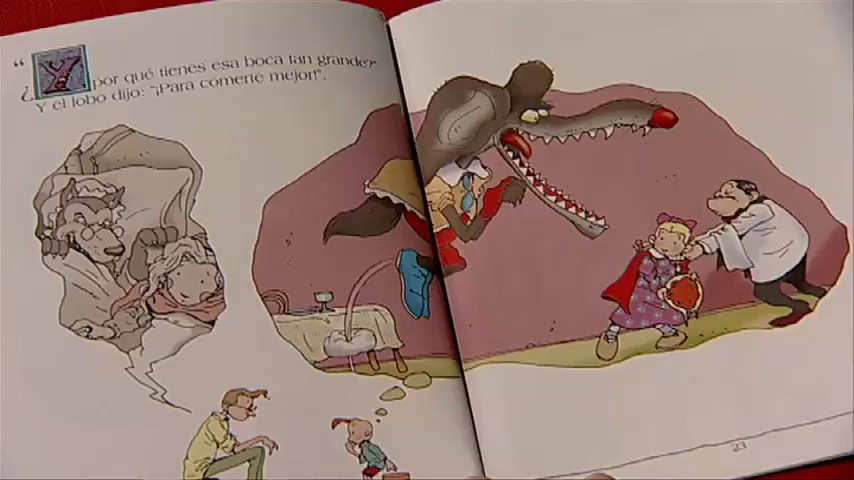 “¿Y por qué tienes esa boca tan grande?
Y el lobo dijo: “¡Para comerte mejor!”.
23